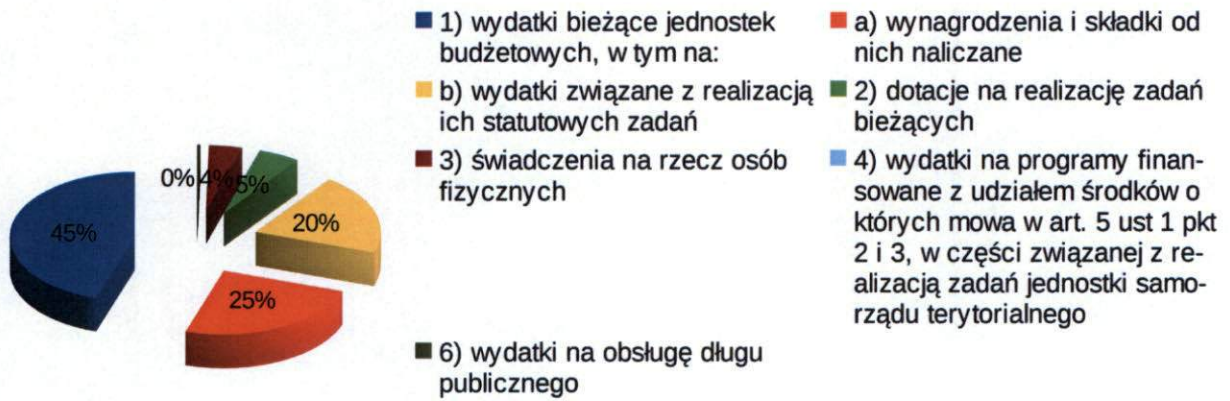 1) wydatki bieżące jednostek
budżetowych, w tym na:
a) wynagrodzenia i składki od
nich naliczane
b) wydatki związane z realizacją
ich statutowych zadań
2) dotacje na realizację zadań
bieżących
3) świadczenia na rzecz osób
fizycznych
4) wydatki na programy finan-
sowane z udziałem środków o
których mowa w art. 5 ust 1 pkt
2 i 3, w części związanej z re-
alizacją zadań jednostki samo-
rządu terytorialnego
6) wydatki na obsługę długu
publicznego
0%
4%
5%
20%
45%
25%